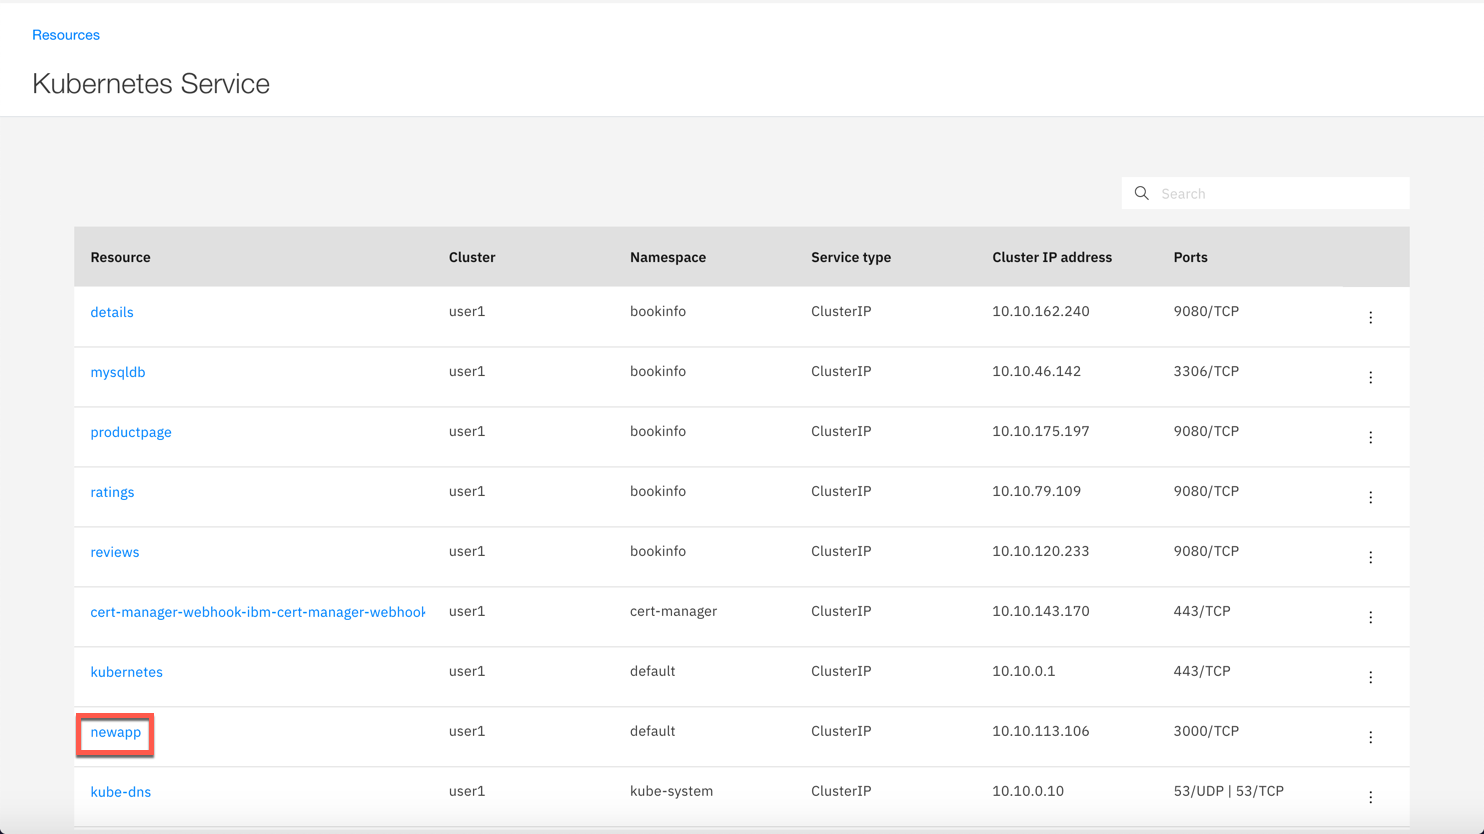 Resources
Kubernetes Service
Search
Resource Cluster Namespace Service type Cluster IP address Ports
details user1 bookinfo ClusterIP 10.10.162.240 9080/TCP
mysqldb user1 bookinfo ClusterIP 10.10.46.142 3306/TCP
productpage user1 bookinfo ClusterIP 10.10.175.197 9080/TCP
ratings user1 bookinfo ClusterIP 10.10.79.109 9080/TCP
reviews user1 bookinfo ClusterIP 10.10.120.233 9080/TCP
cert-manager-webhook-ibm-cert-manager-webhook user1 cert-manager ClusterIP 10.10.143.170 443/TCP
kubernetes user1 default ClusterIP 10.10.0.1 443/TCP
newapp user1 default ClusterIP 10.10.113.106 3000/TCP
kube-dns user1 kube-system ClusterIP 10.10.0.10 53/UDP | 53/TCP